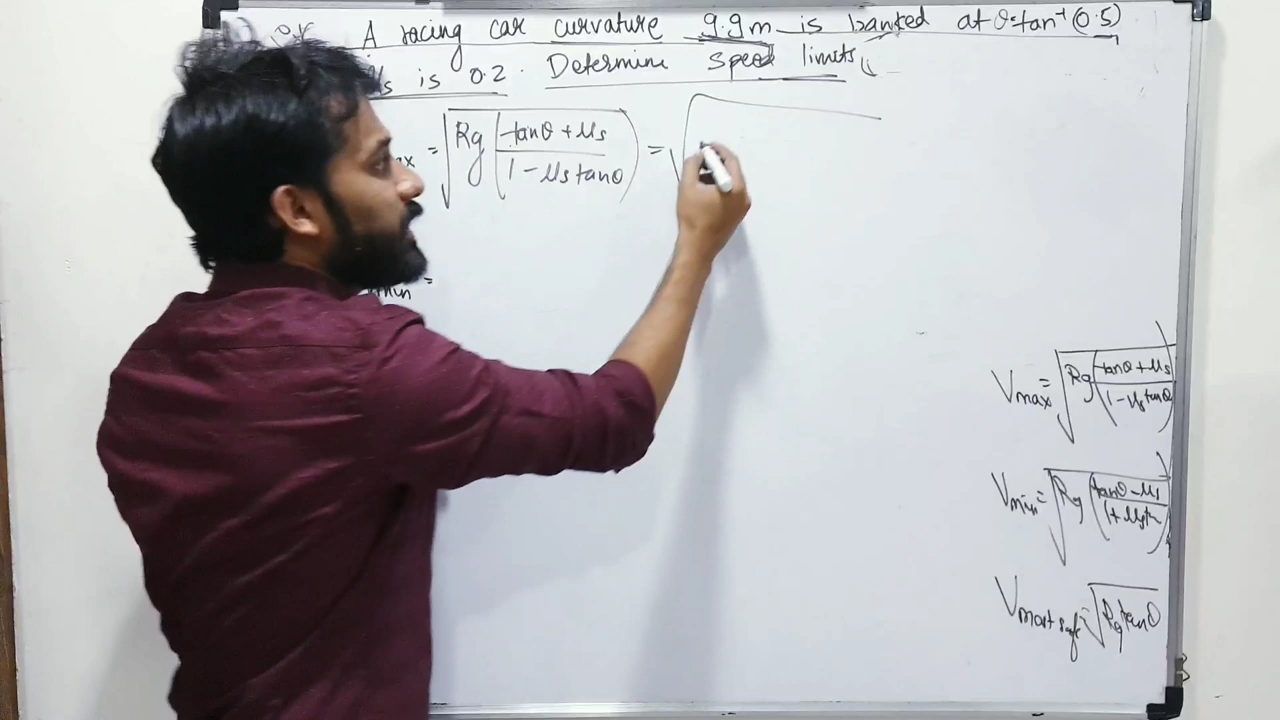 A racing car curvature 9.9m is banked at θ=tan⁻¹(0.5)
is 0.2. Determine speed limits
= √Rg(tanθ+μs / 1-μs tanθ) = √
min =
Vmax = √Rg(tanθ+μs / 1-μs tanθ)
Vmin = √Rg(tanθ-μs / 1+μs
Vmost safe = √Rg tanθ